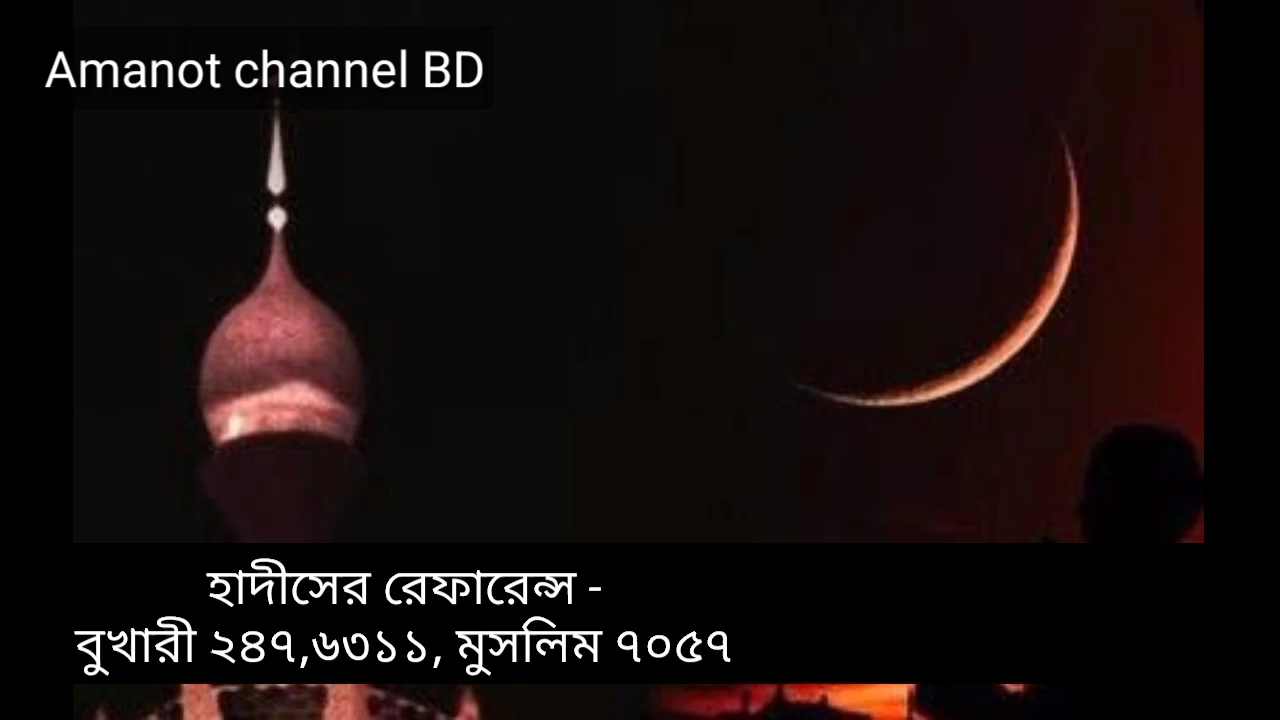 Amanot channel BD
হাদীসের রেফারেন্স -
বুখারী ২৪৭,৬৩১১, মুসলিম ৭০৫৭